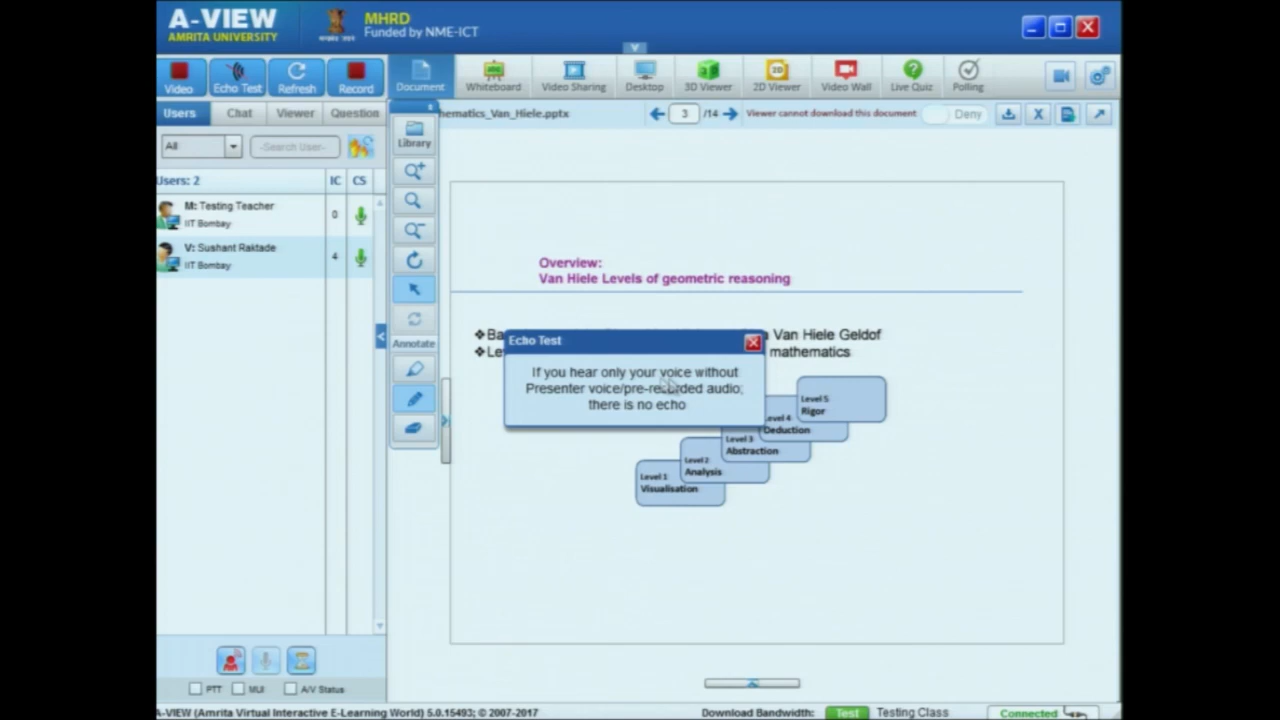 A-VIEW
AMRITA UNIVERSITY
MHRD
Funded by NME-ICT
Video
Echo Test
Refresh
Record
Document
Whiteboard
Video Sharing
Desktop
3D Viewer
2D Viewer
Video Wall
Live Quiz
Polling
Users
Chat
Viewer
Question
hematics_Van_Hiele.pptx
3 /14
Viewer cannot download this document
Deny
All
-Search User-
Library
Users: 2
IC
CS
M: Testing Teacher
IIT Bombay
0
V: Sushant Raktade
IIT Bombay
4
Annotate
Overview:
Van Hiele Levels of geometric reasoning
❖Ba
Van Hiele Geldof
❖Le
mathematics
Echo Test
If you hear only your voice without
Presenter voice/pre-recorded audio;
there is no echo
Level 5
Rigor
Level 4
Deduction
Level 3
Abstraction
Level 2
Analysis
Level 1
Visualisation
PTT
MUI
A/V Status
A-VIEW (Amrita Virtual Interactive E-Learning World) 5.0.15493; © 2007-2017
Download Bandwidth:
Test
Testing Class
Connected